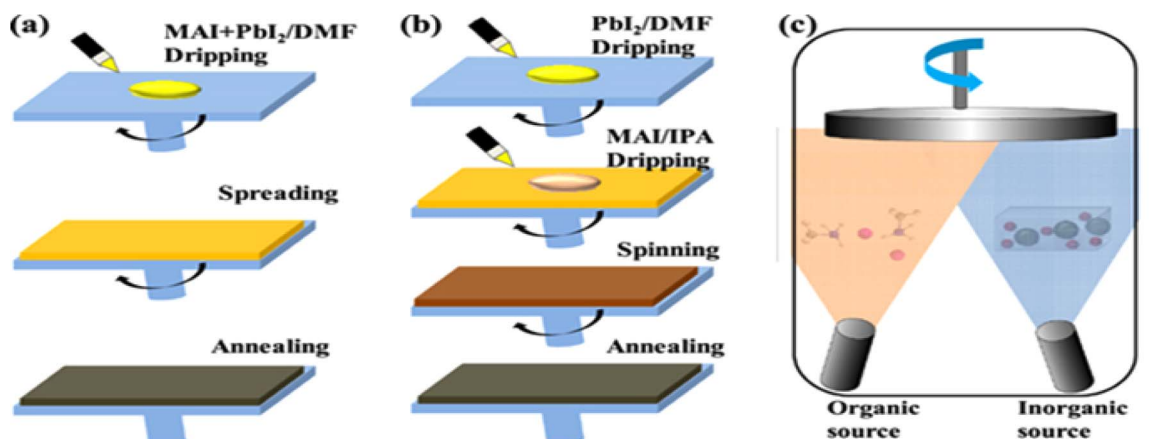 (a)
MAI+PbI₂/DMF
Dripping
Spreading
Annealing
(b)
PbI₂/DMF
Dripping
MAI/IPA
Dripping
Spinning
Annealing
(c)
Organic
source
Inorganic
source